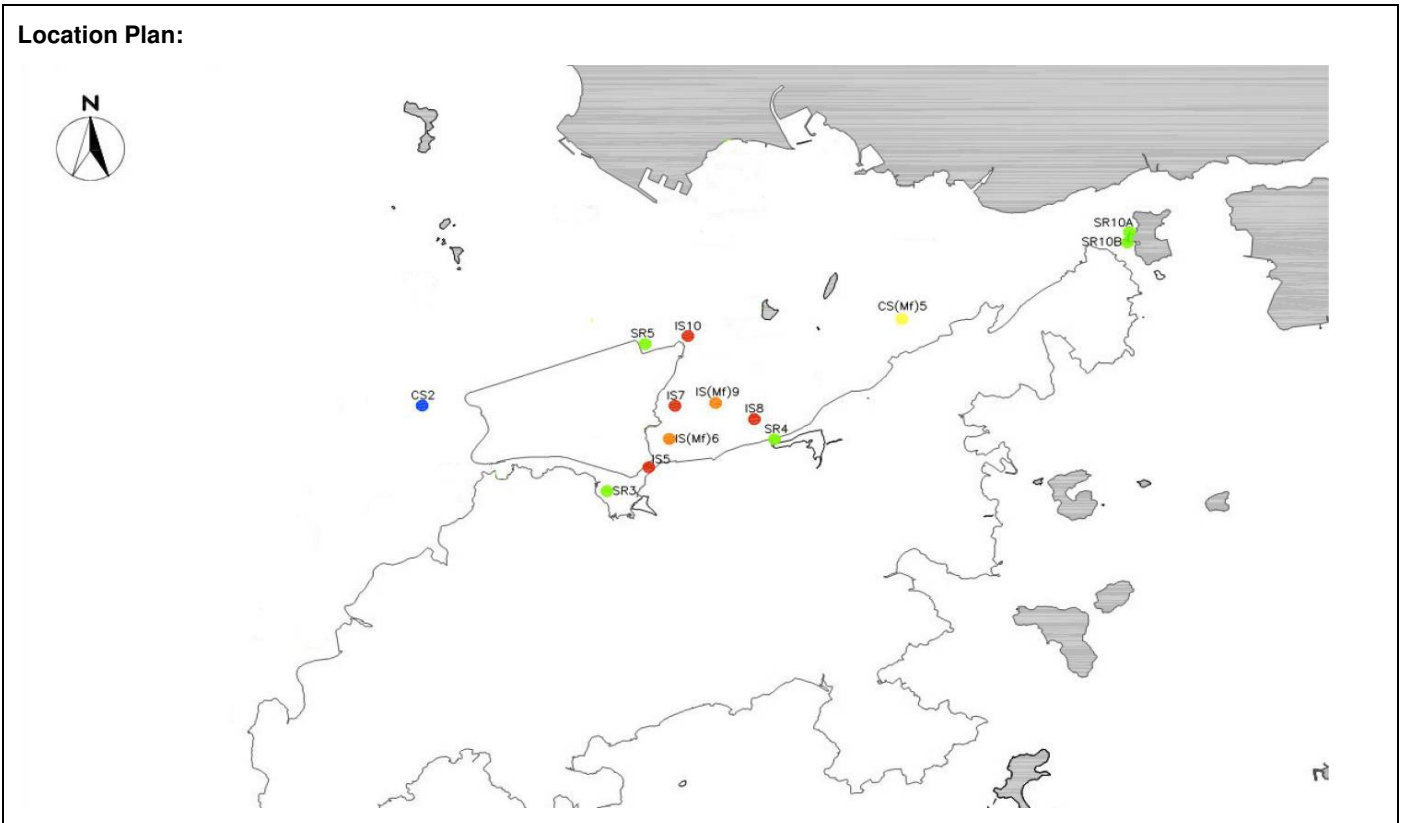 Location Plan:
N
SR10A
SR10B
CS(Mf)5
IS10
SR5
CS2
IS7
IS(Mf)9
IS8
SR4
IS(Mf)6
IS5
SR3